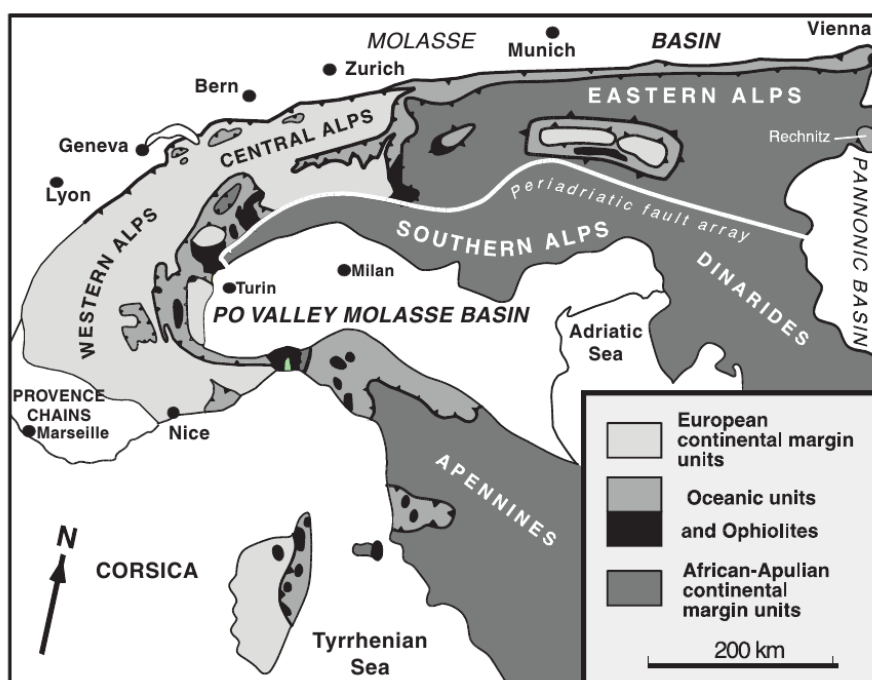 Vienna
MOLASSE BASIN
Munich
Zurich
Bern
EASTERN ALPS
CENTRAL ALPS
Rechnitz
Geneva
Lyon
Periadriatic fault array
PANNONIC BASIN
WESTERN ALPS
SOUTHERN ALPS
DINARIDES
Milan
Turin
PO VALLEY MOLASSE BASIN
Adriatic
Sea
PROVENCE
CHAINS
Marseille
Nice
APENNINES
N
CORSICA
Tyrrhenian
Sea
European
continental margin
units
Oceanic units
and Ophiolites
African-Apulian
continental
margin units
200 km